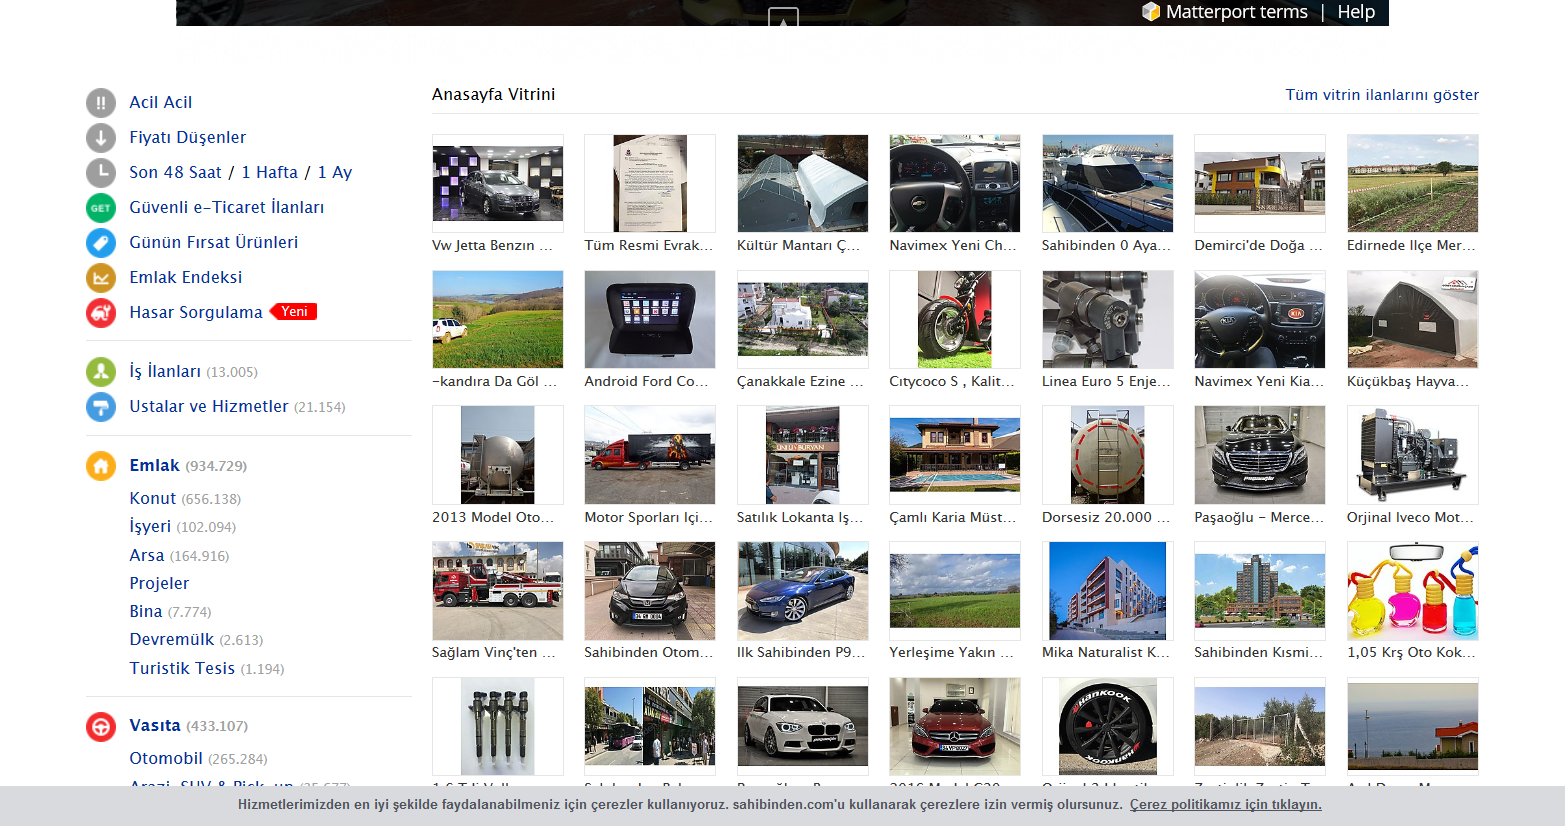 Matterport terms | Help
Acil Acil
Fiyatı Düşenler
Son 48 Saat / 1 Hafta / 1 Ay
GET Güvenli e-Ticaret İlanları
Günün Fırsat Ürünleri
Emlak Endeksi
Hasar Sorgulama Yeni
İş İlanları (13.005)
Ustalar ve Hizmetler (21.154)
Emlak (934.729)
Konut (656.138)
İşyeri (102.094)
Arsa (164.916)
Projeler
Bina (7.774)
Devremülk (2.613)
Turistik Tesis (1.194)
Vasıta (433.107)
Otomobil (265.284)
Anasayfa Vitrini
Tüm vitrin ilanlarını göster
Vw Jetta Benzın ...
Tüm Resmi Evrak...
Kültür Mantarı Ç...
Navimex Yeni Ch...
Sahibinden 0 Aya...
Demirci'de Doğa ...
Edirnede Ilçe Mer...
-kandıra Da Göl ...
Android Ford Co...
Çanakkale Ezine ...
Cıtycoco S , Kalit...
Linea Euro 5 Enje...
Navimex Yeni Kia...
Küçükbaş Hayva...
2013 Model Oto...
Motor Sporları Içi...
Satılık Lokanta Iş...
Çamlı Karia Müst...
Dorsesiz 20.000 ...
Paşaoğlu - Merce...
Orjinal Iveco Mot...
Sağlam Vinç'ten ...
Sahibinden Otom...
Ilk Sahibinden P9...
Yerleşime Yakın ...
Mika Naturalist K...
Sahibinden Kısmi...
1,05 Krş Oto Kok...
Hizmetlerimizden en iyi şekilde faydalanabilmeniz için çerezler kullanıyoruz. sahibinden.com'u kullanarak çerezlere izin vermiş olursunuz. Çerez politikamız için tıklayın.